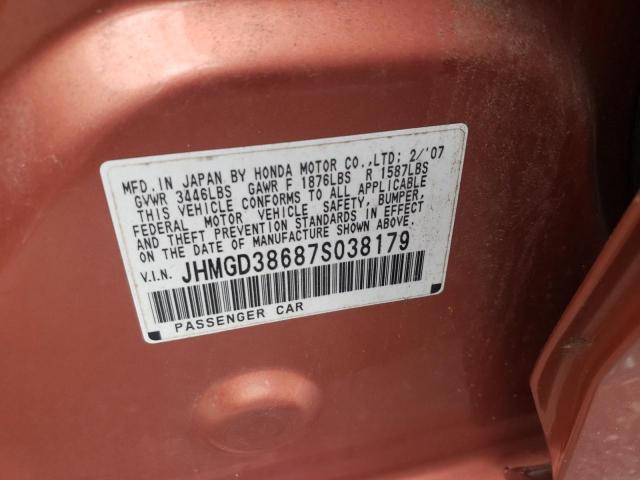 MFD.IN JAPAN BY HONDA MOTOR CO.,LTD; 2/'07
GVWR 3446LBS GAWR F 1876LBS R 1587LBS
THIS VEHICLE CONFORMS TO ALL APPLICABLE
FEDERAL MOTOR VEHICLE SAFETY, BUMPER,
AND THEFT PREVENTION STANDARDS IN EFFECT
ON THE DATE OF MANUFACTURE SHOWN ABOVE.
V.I.N. JHMGD38687S038179
PASSENGER CAR